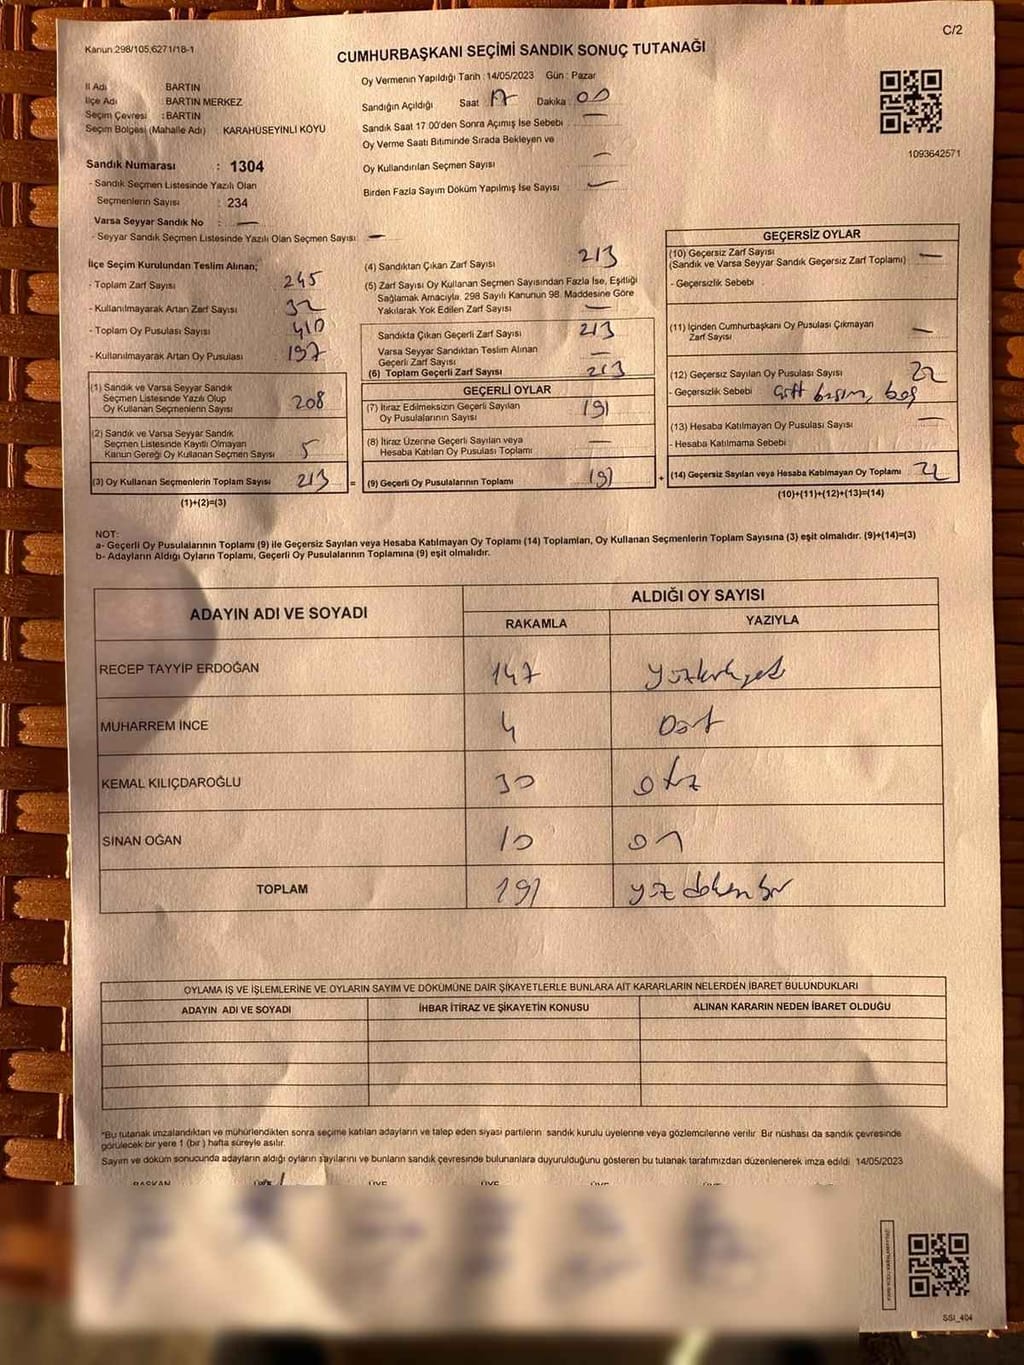 C/2
Kanun 298/105,6271/18-1
CUMHURBAŞKANI SEÇİMİ SANDIK SONUÇ TUTANAĞI
İl Adı BARTIN
İlçe Adı BARTIN MERKEZ
Seçim Çevresi : BARTIN
Seçim Bölgesi (Mahalle Adı) KARAHÜSEYİNLİ KÖYÜ
Sandık Numarası : 1304
- Sandık Seçmen Listesinde Yazılı Olan
Seçmenlerin Sayısı : 234
Varsa Seyyar Sandık No : —
- Seyyar Sandık Seçmen Listesinde Yazılı Olan Seçmen Sayısı : —
Oy Vermenin Yapıldığı Tarih : 14/05/2023 Gün : Pazar
Sandığın Açıldığı Saat 17 Dakika 00
Sandık Saat 17:00'den Sonra Açılmış İse Sebebi : —
Oy Verme Saati Bitiminde Sırada Bekleyen ve
Oy Kullandırılan Seçmen Sayısı : —
Birden Fazla Sayım Döküm Yapılmış İse Sayısı : —
1093642571
İlçe Seçim Kurulundan Teslim Alınan;
- Toplam Zarf Sayısı 245
- Kullanılmayarak Artan Zarf Sayısı 32
- Toplam Oy Pusulası Sayısı 410
- Kullanılmayarak Artan Oy Pusulası 197
(1) Sandık ve Varsa Seyyar Sandık
Seçmen Listesinde Yazılı Olup
Oy Kullanan Seçmenlerin Sayısı 208
(2) Sandık ve Varsa Seyyar Sandık
Seçmen Listesinde Kayıtlı Olmayan
Kanun Gereği Oy Kullanan Seçmen Sayısı 5
(3) Oy Kullanan Seçmenlerin Toplam Sayısı 213 =
(1)+(2)=(3)
(4) Sandıktan Çıkan Zarf Sayısı 213
(5) Zarf Sayısı Oy Kullanan Seçmen Sayısından Fazla İse, Eşitliği
Sağlamak Amacıyla, 298 Sayılı Kanunun 98. Maddesine Göre
Yakılarak Yok Edilen Zarf Sayısı —
Sandıkta Çıkan Geçerli Zarf Sayısı 213
Varsa Seyyar Sandıktan Teslim Alınan
Geçerli Zarf Sayısı —
(6) Toplam Geçerli Zarf Sayısı 213
GEÇERLİ OYLAR
(7) İtiraz Edilmeksizin Geçerli Sayılan
Oy Pusulalarının Sayısı 191
(8) İtiraz Üzerine Geçerli Sayılan veya
Hesaba Katılan Oy Pusulası Toplamı —
(9) Geçerli Oy Pusulalarının Toplamı 191 +
GEÇERSİZ OYLAR
(10) Geçersiz Zarf Sayısı
(Sandık ve Varsa Seyyar Sandık Geçersiz Zarf Toplamı) —
- Geçersizlik Sebebi
(11) İçinden Cumhurbaşkanı Oy Pusulası Çıkmayan
Zarf Sayısı —
(12) Geçersiz Sayılan Oy Pusulası Sayısı 22
- Geçersizlik Sebebi Çift basım, boş
(13) Hesaba Katılmayan Oy Pusulası Sayısı —
- Hesaba Katılmama Sebebi
(14) Geçersiz Sayılan veya Hesaba Katılmayan Oy Toplamı 22
(10)+(11)+(12)+(13)=(14)
NOT:
a- Geçerli Oy Pusulalarının Toplamı (9) ile Geçersiz Sayılan veya Hesaba Katılmayan Oy Toplamı (14) Toplamları, Oy Kullanan Seçmenlerin Toplam Sayısına (3) eşit olmalıdır. (9)+(14)=(3)
b- Adayların Aldığı Oyların Toplamı, Geçerli Oy Pusulalarının Toplamına (9) eşit olmalıdır.
ADAYIN ADI VE SOYADI ALDIĞI OY SAYISI
RAKAMLA YAZIYLA
RECEP TAYYİP ERDOĞAN 147 yüzkırkyedi
MUHARREM İNCE 4 Dört
KEMAL KILIÇDAROĞLU 30 otuz
SİNAN OĞAN 10 on
TOPLAM 191 yüz doksan bir
OYLAMA İŞ VE İŞLEMLERİNE VE OYLARIN SAYIM VE DÖKÜMÜNE DAİR ŞİKAYETLERLE BUNLARA AİT KARARLARIN NELERDEN İBARET BULUNDUKLARI
ADAYIN ADI VE SOYADI İHBAR İTİRAZ VE ŞİKAYETİN KONUSU ALINAN KARARIN NEDEN İBARET OLDUĞU
*Bu tutanak imzalandıktan ve mühürlendikten sonra seçime katılan adayların ve talep eden siyasi partilerin sandık kurulu üyelerine veya gözlemcilerine verilir. Bir nüshası da sandık çevresinde
görülecek bir yere 1 (bir) hafta süreyle asılır.
Sayım ve döküm sonucunda adayların aldığı oyların sayılarını ve bunların sandık çevresinde bulunanlara duyurulduğunu gösteren bu tutanak tarafımızdan düzenlenerek imza edildi. 14/05/2023
BAŞKAN ÜYE ÜYE ÜYE ÜYE ÜYE
SSİ_404